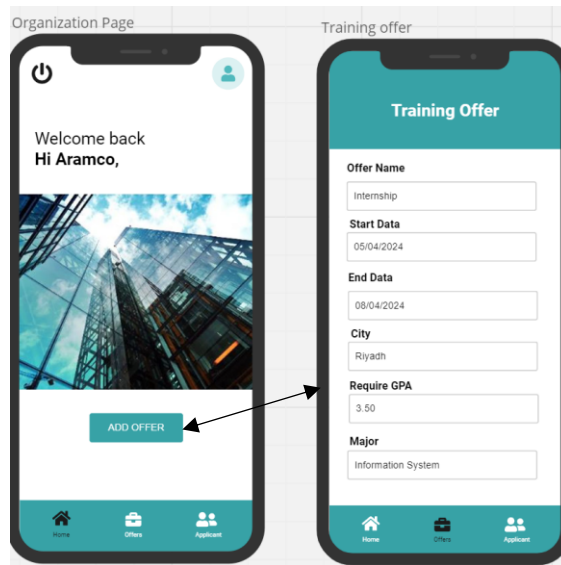 Organization Page
Welcome back
Hi Aramco,
ADD OFFER
Home
Offers
Applicant
Training offer
Training Offer
Offer Name
Internship
Start Data
05/04/2024
End Data
08/04/2024
City
Riyadh
Require GPA
3.50
Major
Information System
Home
Offers
Applicant